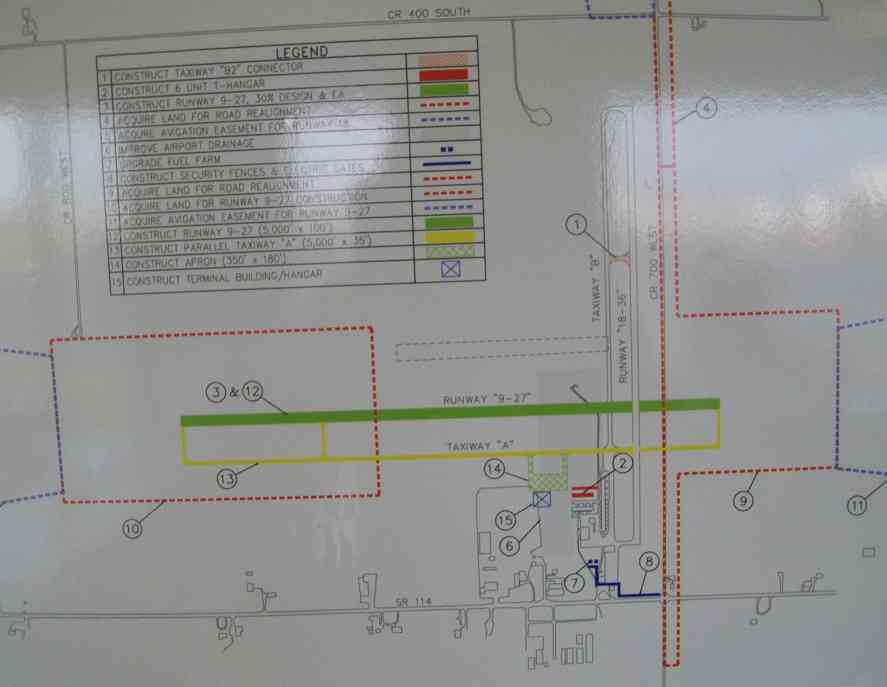 CR 400 SOUTH
LEGEND
1 CONSTRUCT TAXIWAY "B2" CONNECTOR
2 CONSTRUCT 6 UNIT T-HANGAR
3 CONSTRUCT RUNWAY 9-27, 30% DESIGN & EA
4 ACQUIRE LAND FOR ROAD REALIGNMENT
5 ACQUIRE AVIGATION EASEMENT FOR RUNWAY 18
6 IMPROVE AIRPORT DRAINAGE
7 UPGRADE FUEL FARM
8 CONSTRUCT SECURITY FENCES & ELECTRIC GATES
9 ACQUIRE LAND FOR ROAD REALIGNMENT
ACQUIRE LAND FOR RUNWAY 9-27 CONSTRUCTION
11 ACQUIRE AVIGATION EASEMENT FOR RUNWAY 9-27
12 CONSTRUCT RUNWAY 9-27 (5,000' x 100')
13 CONSTRUCT PARALLEL TAXIWAY "A" (5,000' x 35')
14 CONSTRUCT APRON (350' x 180')
15 CONSTRUCT TERMINAL BUILDING/HANGAR
CR 800 WEST
4
1
TAXIWAY "B"
RUNWAY "18-36"
CR 700 WEST
3 & 12
RUNWAY "9-27"
TAXIWAY "A"
13
14
2
9
11
10
15
6
7
8
SR 114